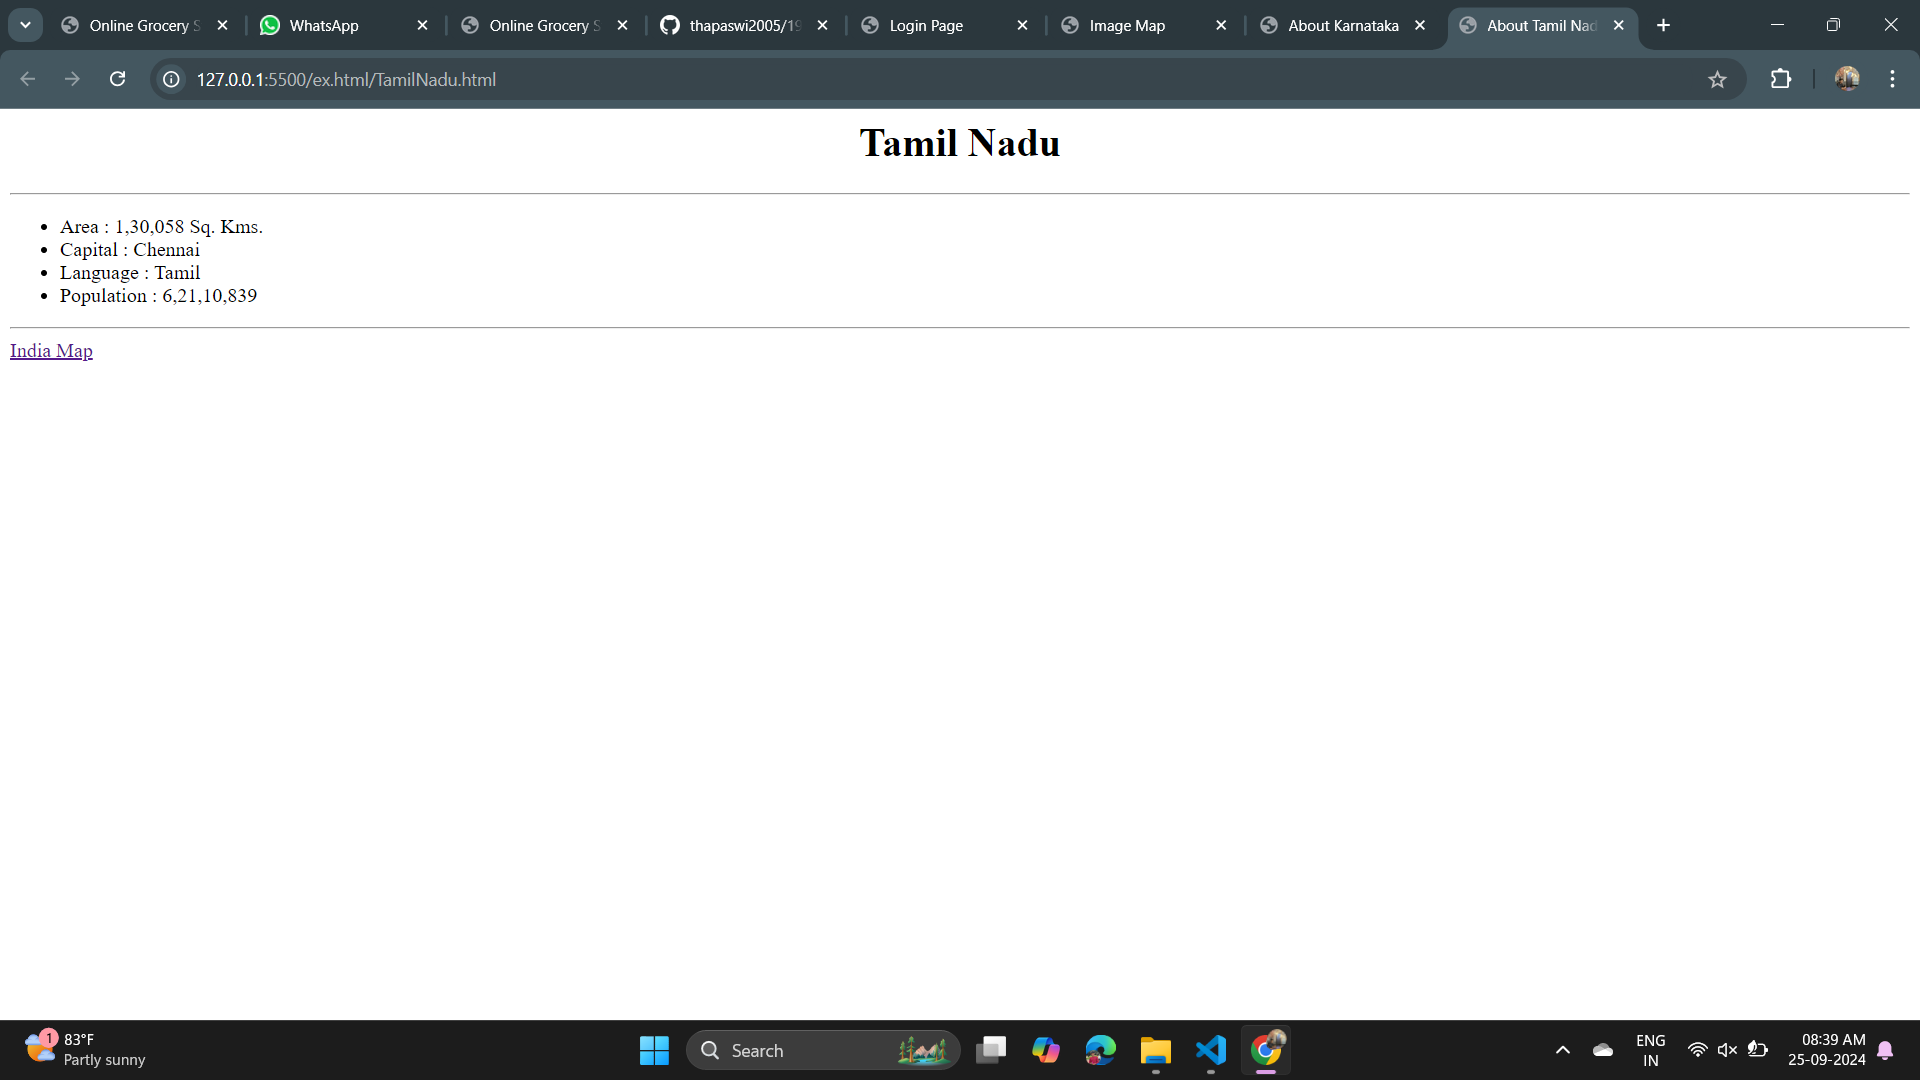 Online Grocery S
WhatsApp
Online Grocery S
thapaswi2005/19
Login Page
Image Map
About Karnataka
About Tamil Nad
127.0.0.1:5500/ex.html/TamilNadu.html
Tamil Nadu
Area : 1,30,058 Sq. Kms.
Capital : Chennai
Language : Tamil
Population : 6,21,10,839
India Map
1
83°F
Partly sunny
Search
ENG
IN
08:39 AM
25-09-2024